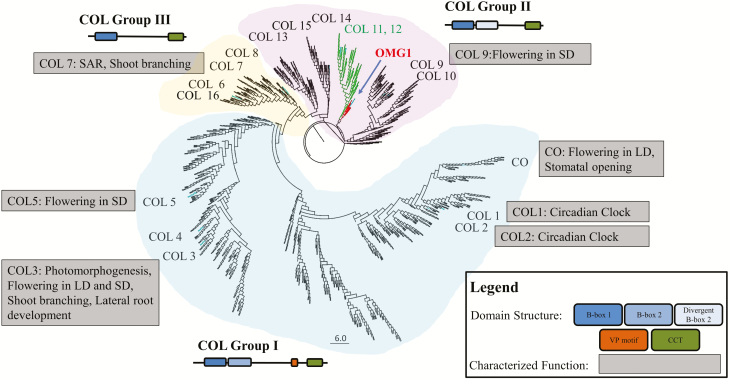 COL Group III
COL 14
COL 15
COL Group II
COL 13
COL 11, 12
COL 8
OMG1
COL 7: SAR, Shoot branching
COL 7
COL 9
COL 9:Flowering in SD
COL 10
COL 6
COL 16
CO
CO: Flowering in LD,
Stomatal opening
COL5: Flowering in SD
COL 5
COL 1
COL1: Circadian Clock
COL 2
COL2: Circadian Clock
COL 4
COL 3
COL3: Photomorphogenesis,
Flowering in LD and SD,
Shoot branching, Lateral root
development
6.0
COL Group I
Legend
Domain Structure:
B-box 1
B-box 2
Divergent
B-box 2
VP motif
CCT
Characterized Function: